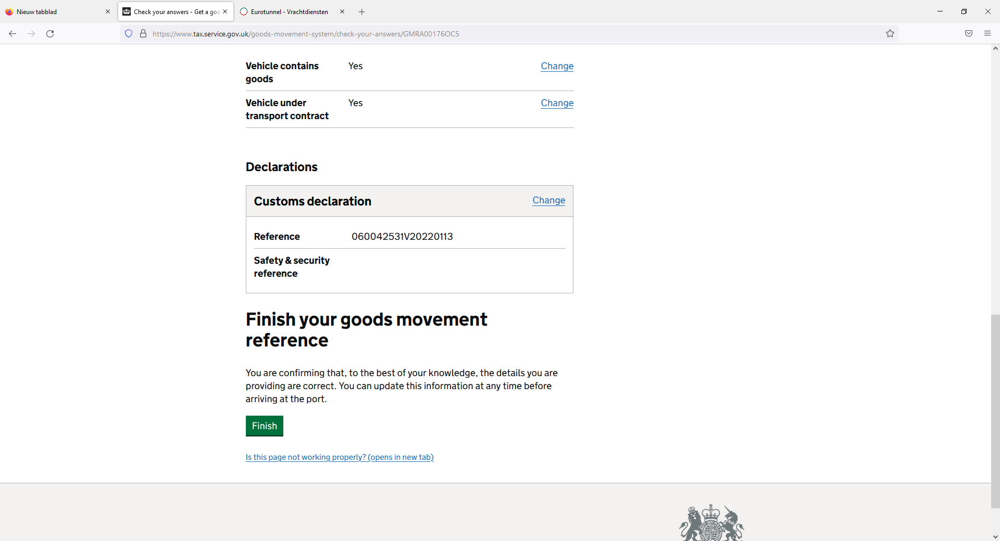 Nieuw tabblad
Check your answers - Get a goo
Eurotunnel - Vrachtdiensten
https://www.tax.service.gov.uk/goods-movement-system/check-your-answers/GMRA00176OC5
Vehicle contains goods Yes Change
Vehicle under transport contract Yes Change
Declarations
Customs declaration Change
Reference 060042531V20220113
Safety & security
reference
Finish your goods movement
reference
You are confirming that, to the best of your knowledge, the details you are
providing are correct. You can update this information at any time before
arriving at the port.
Finish
Is this page not working properly? (opens in new tab)